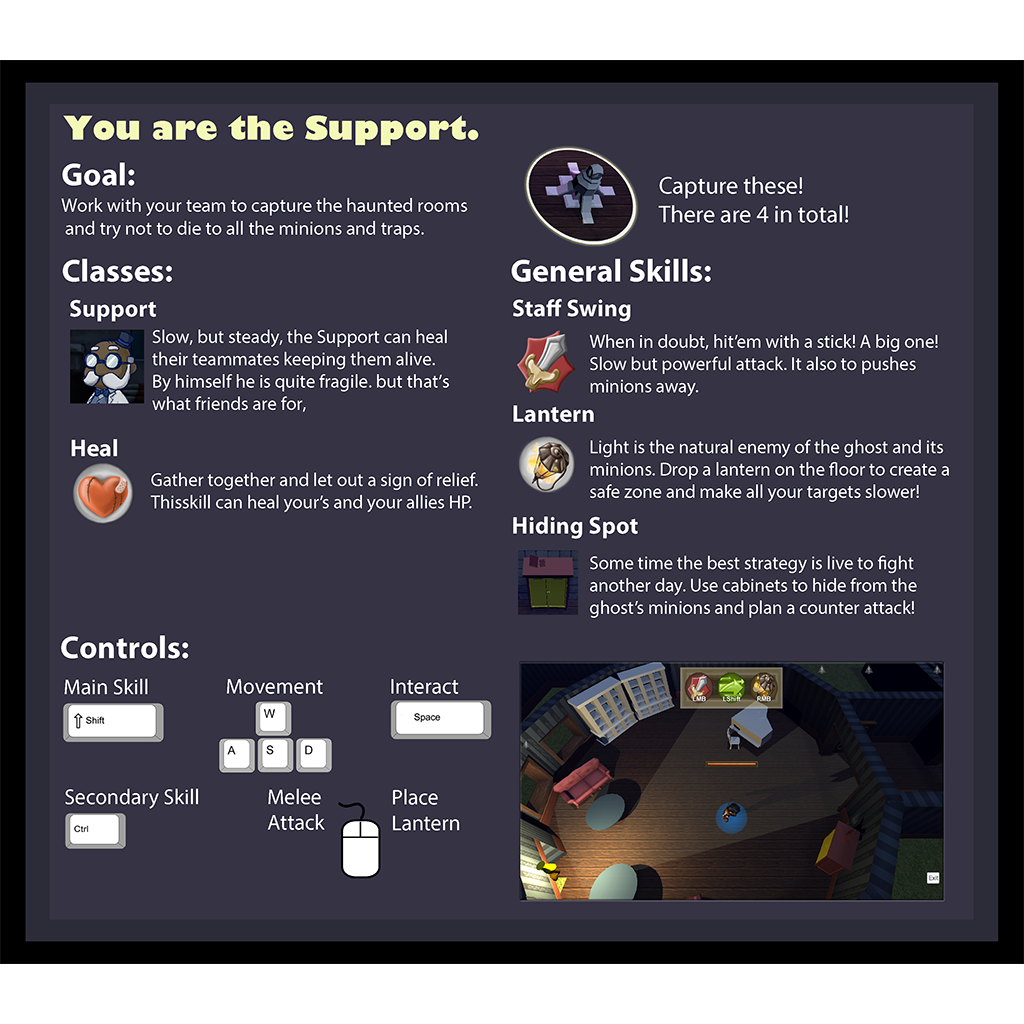 You are the Support.
Goal:
Work with your team to capture the haunted rooms
and try not to die to all the minions and traps.
Capture these!
There are 4 in total!
Classes:
Support
Slow, but steady, the Support can heal
their teammates keeping them alive.
By himself he is quite fragile. but that's
what friends are for,
Heal
Gather together and let out a sign of relief.
Thisskill can heal your's and your allies HP.
General Skills:
Staff Swing
When in doubt, hit'em with a stick! A big one!
Slow but powerful attack. It also to pushes
minions away.
Lantern
Light is the natural enemy of the ghost and its
minions. Drop a lantern on the floor to create a
safe zone and make all your targets slower!
Hiding Spot
Some time the best strategy is live to fight
another day. Use cabinets to hide from the
ghost's minions and plan a counter attack!
Controls:
Main Skill
Shift
Movement
W
A S D
Interact
Space
Secondary Skill
Ctrl
Melee
Attack
Place
Lantern
LMB LShift RMB
Exit